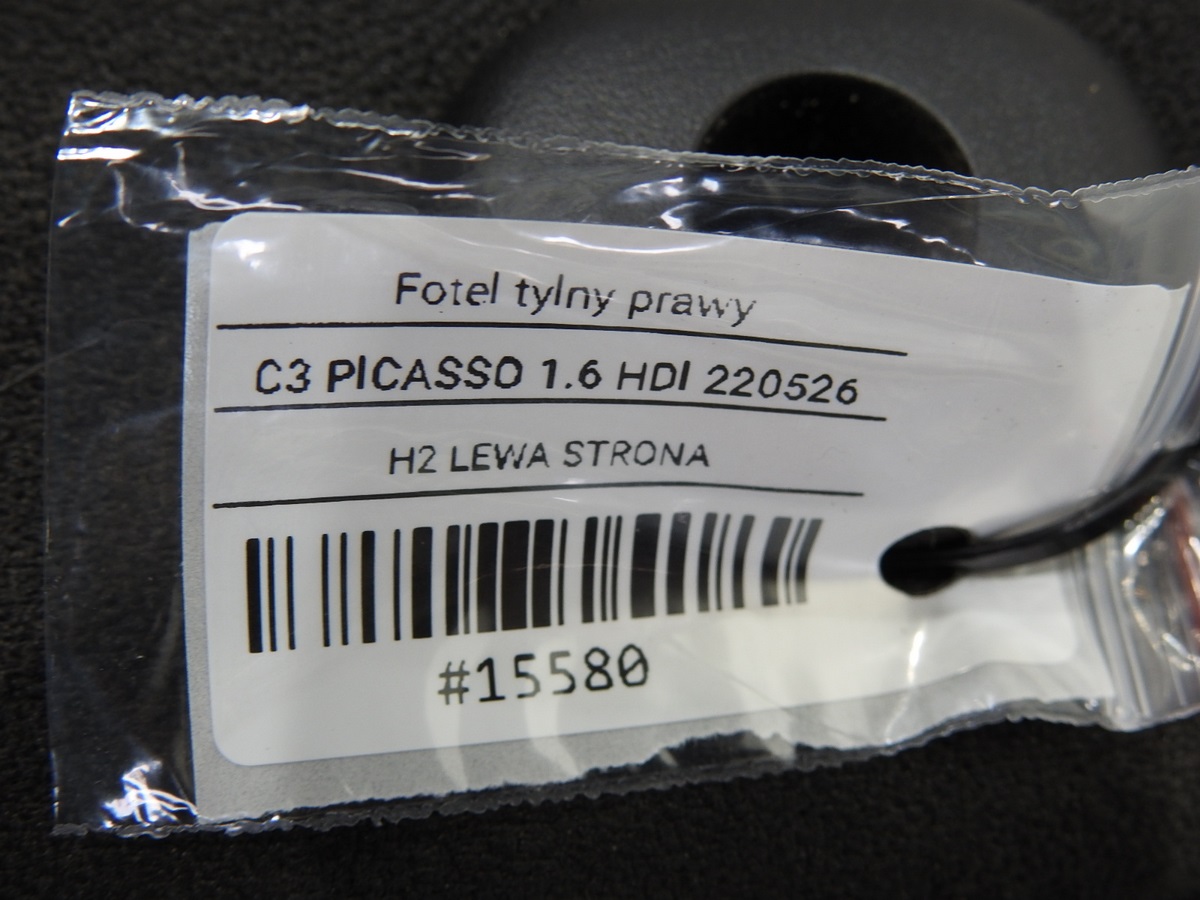 Fotel tylny prawy
C3 PICASSO 1.6 HDI 220526
H2 LEWA STRONA
#15580